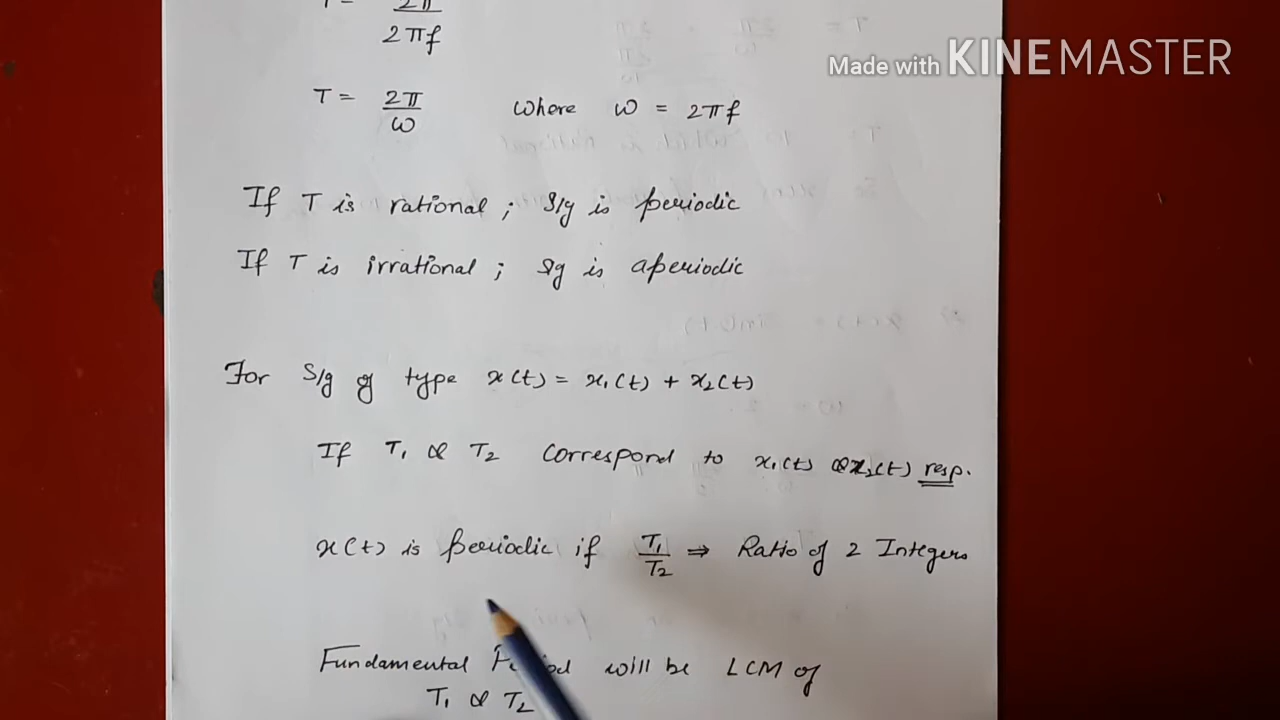 T = 2π
2πf
Made with KINEMASTER
T = 2π/ω where ω = 2πf
If T is rational ; S/g is periodic
If T is irrational ; S/g is aperiodic
For S/g of type x(t) = x₁(t) + x₂(t)
If T₁ & T₂ correspond to x₁(t) & x₂(t) resp.
x(t) is periodic if T₁/T₂ ⇒ Ratio of 2 Integers
Fundamental Period will be LCM of
T₁ & T₂